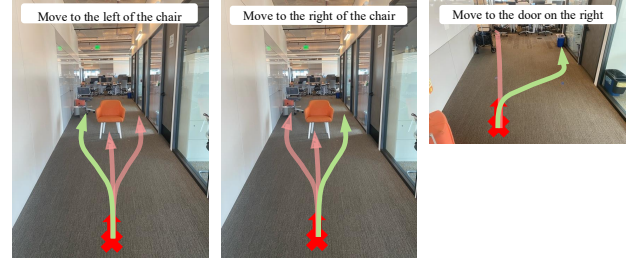 Move to the left of the chair
Move to the right of the chair
Move to the door on the right